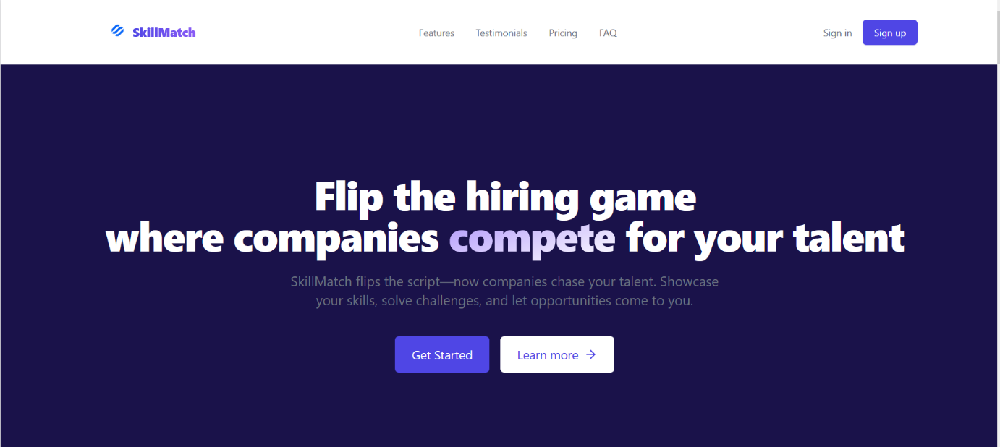 SkillMatch
Features
Testimonials
Pricing
FAQ
Sign in
Sign up
Flip the hiring game
where companies compete for your talent
SkillMatch flips the script—now companies chase your talent. Showcase
your skills, solve challenges, and let opportunities come to you.
Get Started
Learn more